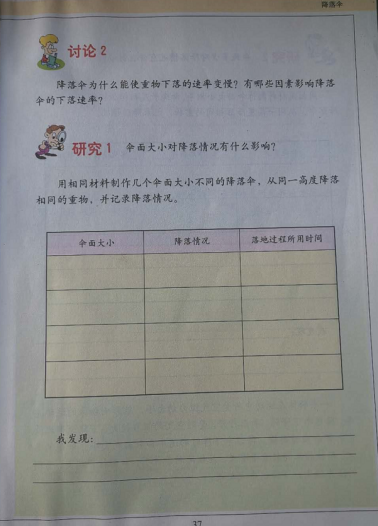 降落伞
讨论 2
降落伞为什么能使重物下落的速率变慢?有哪些因素影响降落
伞的下落速率?
研究 1 伞面大小对降落情况有什么影响?
用相同材料制作几个伞面大小不同的降落伞,从同一高度降落
相同的重物,并记录降落情况。
伞面大小 降落情况 落地过程所用时间
我发现:
37